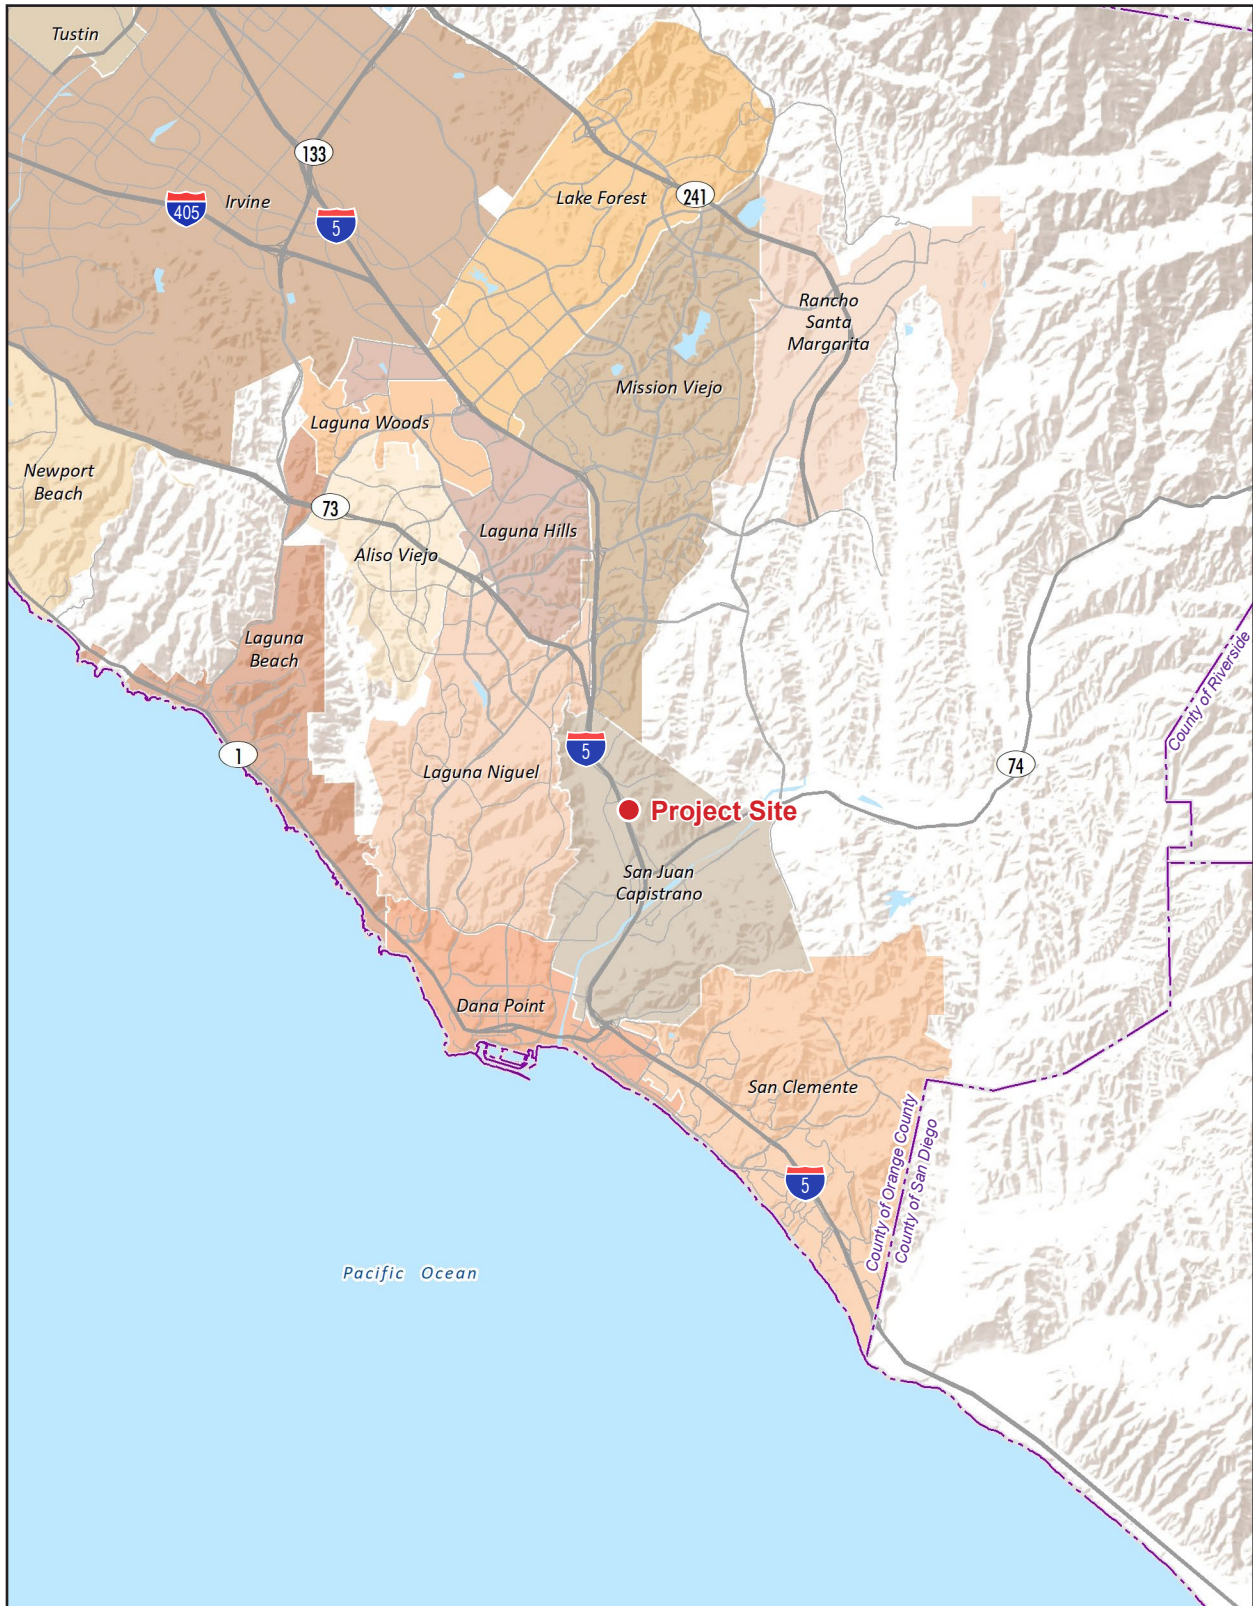 Tustin
133
Lake Forest
241
405
Irvine
5
Rancho
Santa
Margarita
Mission Viejo
Laguna Woods
Newport
Beach
73
Laguna Hills
Aliso Viejo
Laguna
Beach
County of Riverside
1
5
Laguna Niguel
74
Project Site
San Juan
Capistrano
Dana Point
San Clemente
County of Orange County
County of San Diego
5
Pacific Ocean